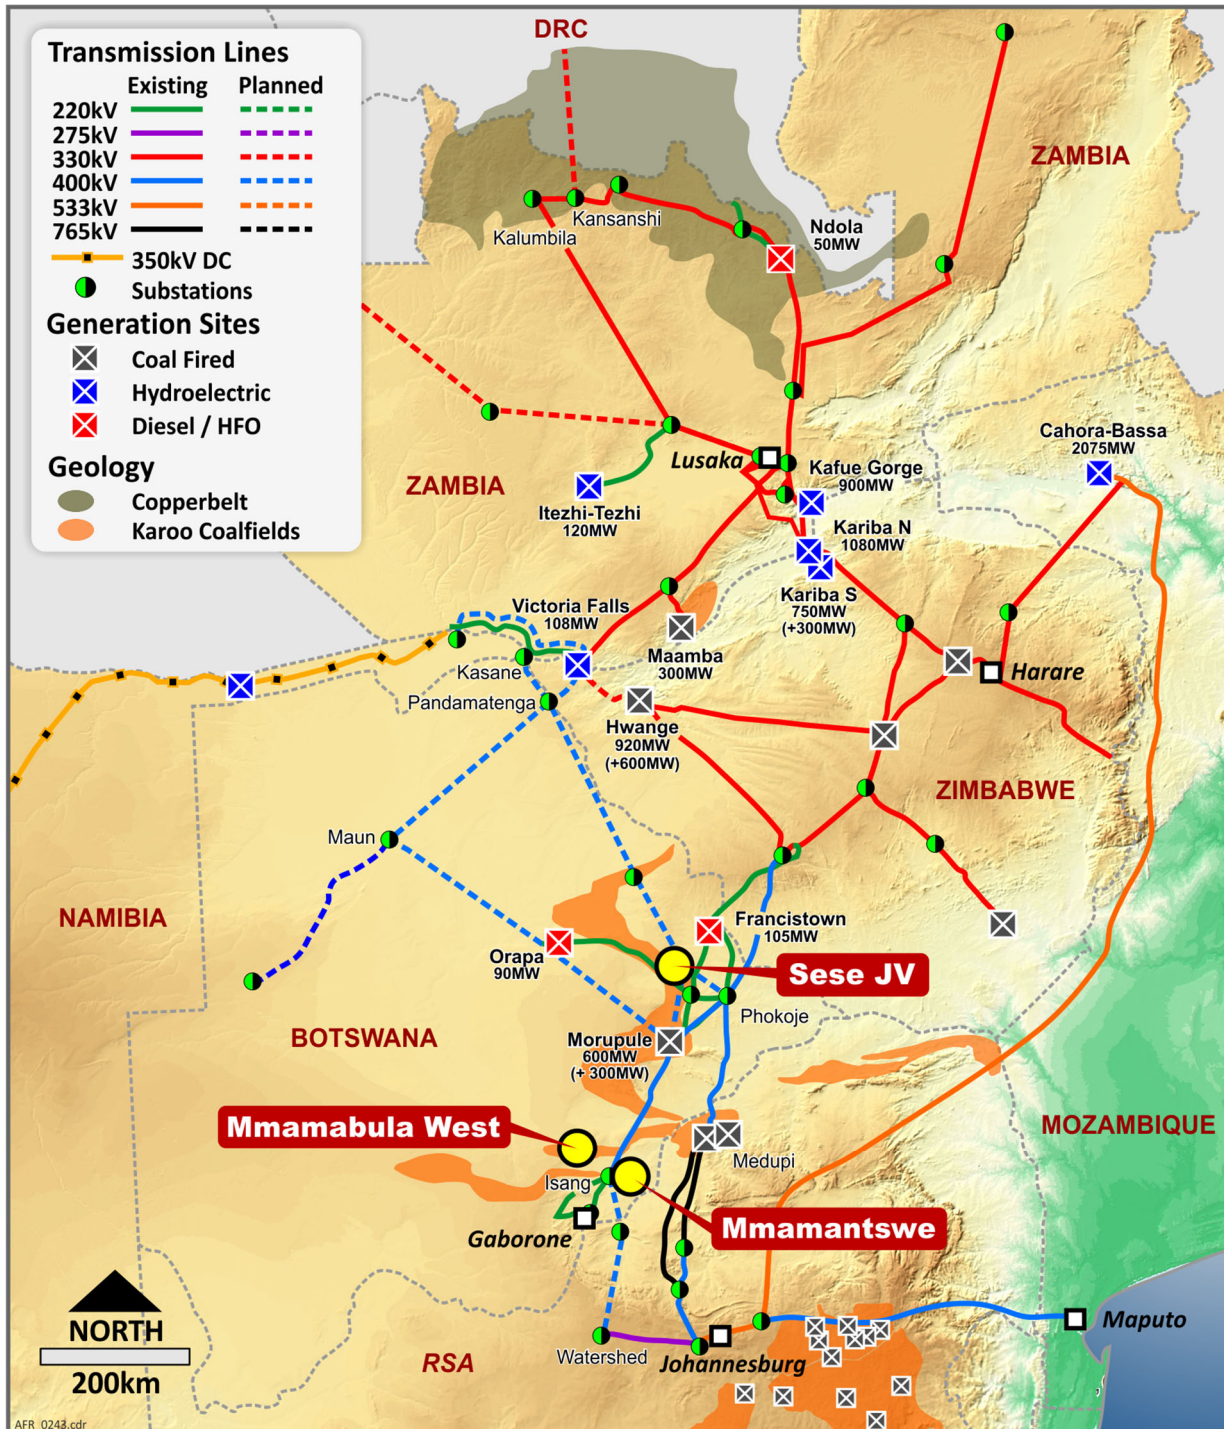 Transmission Lines
Existing Planned
220kV
275kV
330kV
400kV
533kV
765kV
350kV DC
Substations
Generation Sites
Coal Fired
Hydroelectric
Diesel / HFO
Geology
Copperbelt
Karoo Coalfields
DRC
ZAMBIA
Kansanshi
Kalumbila
Ndola
50MW
Cahora-Bassa
2075MW
Lusaka
Kafue Gorge
900MW
ZAMBIA
Itezhi-Tezhi
120MW
Kariba N
1080MW
Kariba S
750MW
(+300MW)
Victoria Falls
108MW
Maamba
300MW
Kasane
Harare
Pandamatenga
Hwange
920MW
(+600MW)
ZIMBABWE
Maun
NAMIBIA
Francistown
105MW
Orapa
90MW
Sese JV
Phokoje
BOTSWANA
Morupule
600MW
(+ 300MW)
Mmamabula West
MOZAMBIQUE
Medupi
Isang
Mmamantswe
Gaborone
NORTH
200km
Maputo
Watershed
Johannesburg
RSA
AFR_0243.cdr